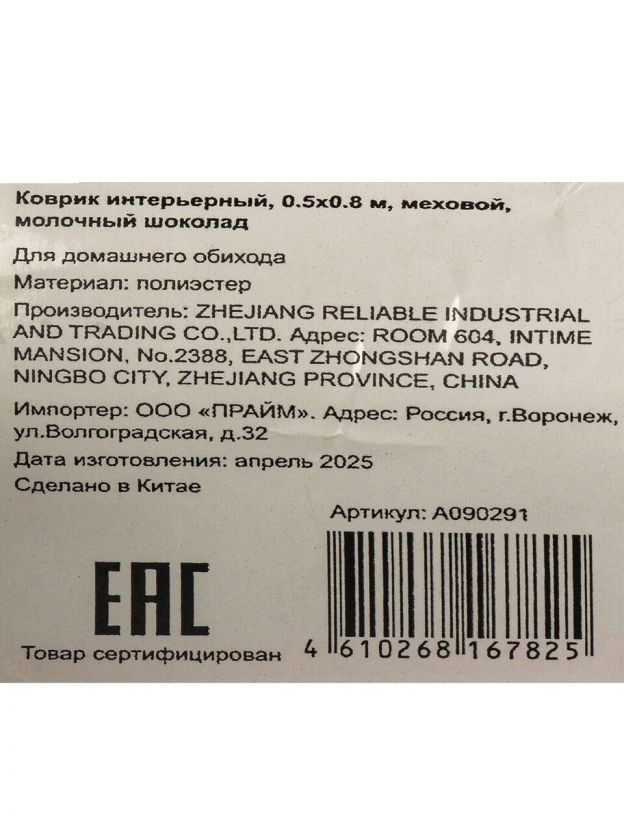 Коврик интерьерный, 0.5х0.8 м, меховой,
молочный шоколад
Для домашнего обихода
Материал: полиэстер
Производитель: ZHEJIANG RELIABLE INDUSTRIAL
AND TRADING CO.,LTD. Адрес: ROOM 604, INTIME
MANSION, No.2388, EAST ZHONGSHAN ROAD,
NINGBO CITY, ZHEJIANG PROVINCE, CHINA
Импортер: ООО «ПРАЙМ». Адрес: Россия, г.Воронеж,
ул.Волгоградская, д.32
Дата изготовления: апрель 2025
Сделано в Китае
Артикул: A090291
EAC
Товар сертифицирован
4 610268 167825